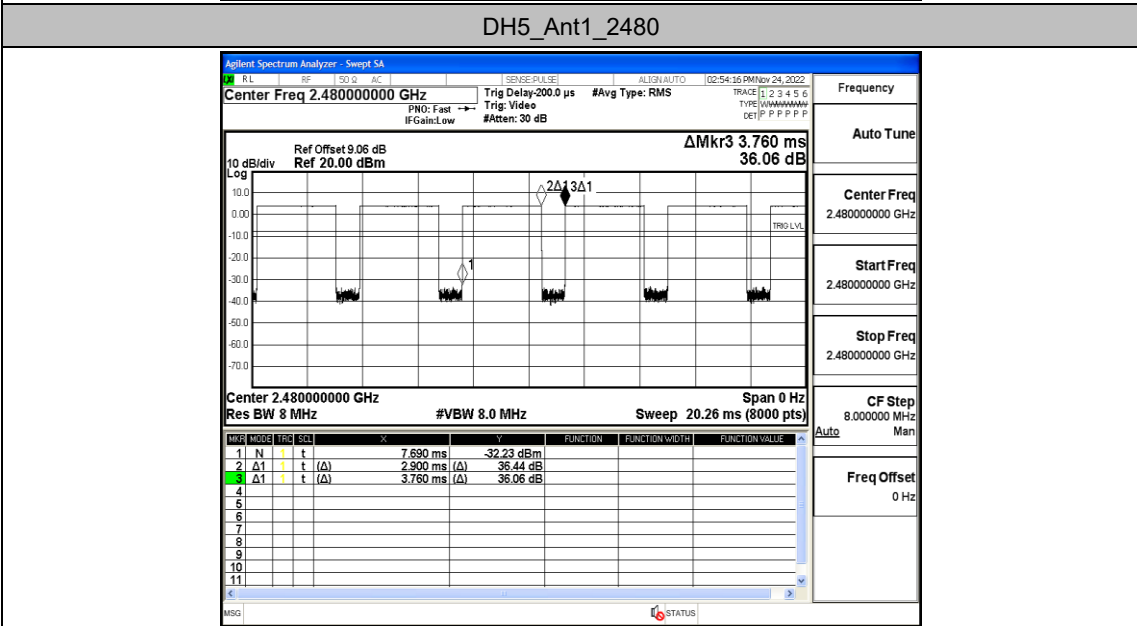 DH5_Ant1_2480
Agilent Spectrum Analyzer - Swept SA
RL RF 50 Ω AC SENSE:PULSE ALIGNAUTO 02:54:16 PM Nov 24, 2022
Center Freq 2.480000000 GHz
PNO: Fast
IFGain:Low
Trig Delay-200.0 µs
Trig: Video
#Atten: 30 dB
#Avg Type: RMS
TRACE 1 2 3 4 5 6
TYPE
DET P P P P P P
Ref Offset 9.06 dB
10 dB/div Ref 20.00 dBm
ΔMkr3 3.760 ms
36.06 dB
Log
10.0
0.00
-10.0
-20.0
-30.0
-40.0
-50.0
-60.0
-70.0
2Δ1 3Δ1
TRIG LVL
1
Center 2.480000000 GHz Span 0 Hz
Res BW 8 MHz #VBW 8.0 MHz Sweep 20.26 ms (8000 pts)
MKR MODE TRC SCL X Y FUNCTION FUNCTION WIDTH FUNCTION VALUE
1 N 1 t 7.690 ms -32.23 dBm
2 Δ1 1 t (Δ) 2.900 ms (Δ) 36.44 dB
3 Δ1 1 t (Δ) 3.760 ms (Δ) 36.06 dB
4
5
6
7
8
9
10
11
MSG STATUS
Frequency
Auto Tune
Center Freq
2.480000000 GHz
Start Freq
2.480000000 GHz
Stop Freq
2.480000000 GHz
CF Step
8.000000 MHz
Auto Man
Freq Offset
0 Hz